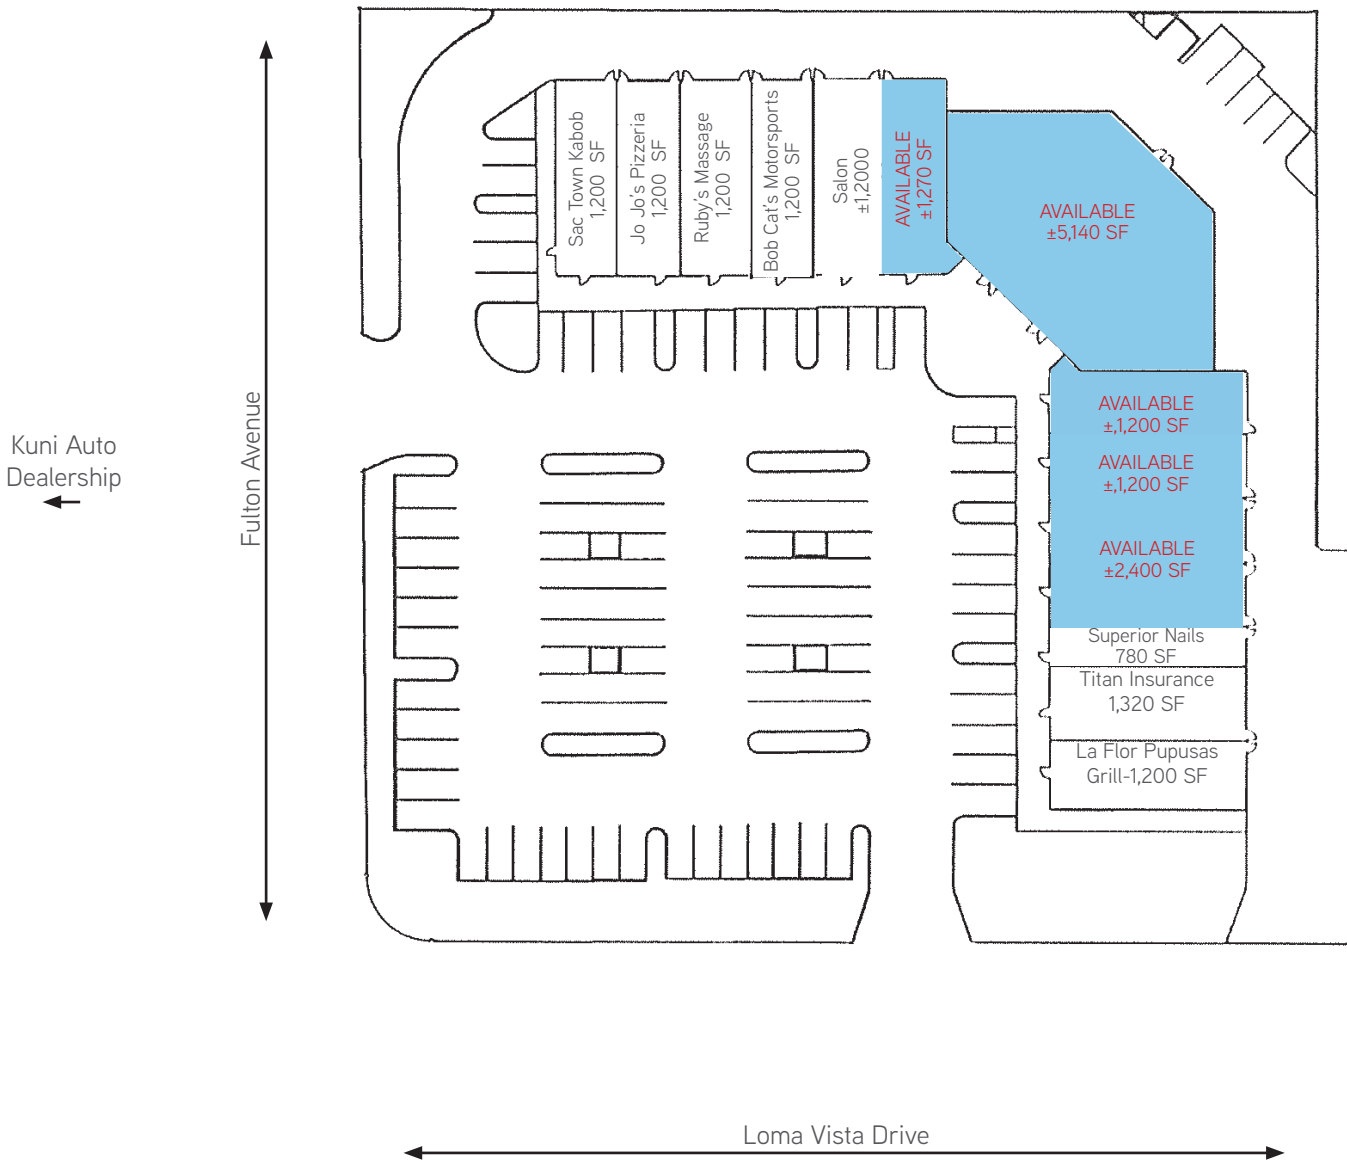 Sac Town Kabob
1,200 SF
Jo Jo's Pizzeria
1,200 SF
Ruby's Massage
1,200 SF
Bob Cat's Motorsports
1,200 SF
Salon
±1,2000
AVAILABLE
±1,270 SF
AVAILABLE
±5,140 SF
AVAILABLE
±,1,200 SF
AVAILABLE
±,1,200 SF
AVAILABLE
±2,400 SF
Superior Nails
780 SF
Titan Insurance
1,320 SF
La Flor Pupusas
Grill-1,200 SF
Kuni Auto
Dealership
Fulton Avenue
Loma Vista Drive